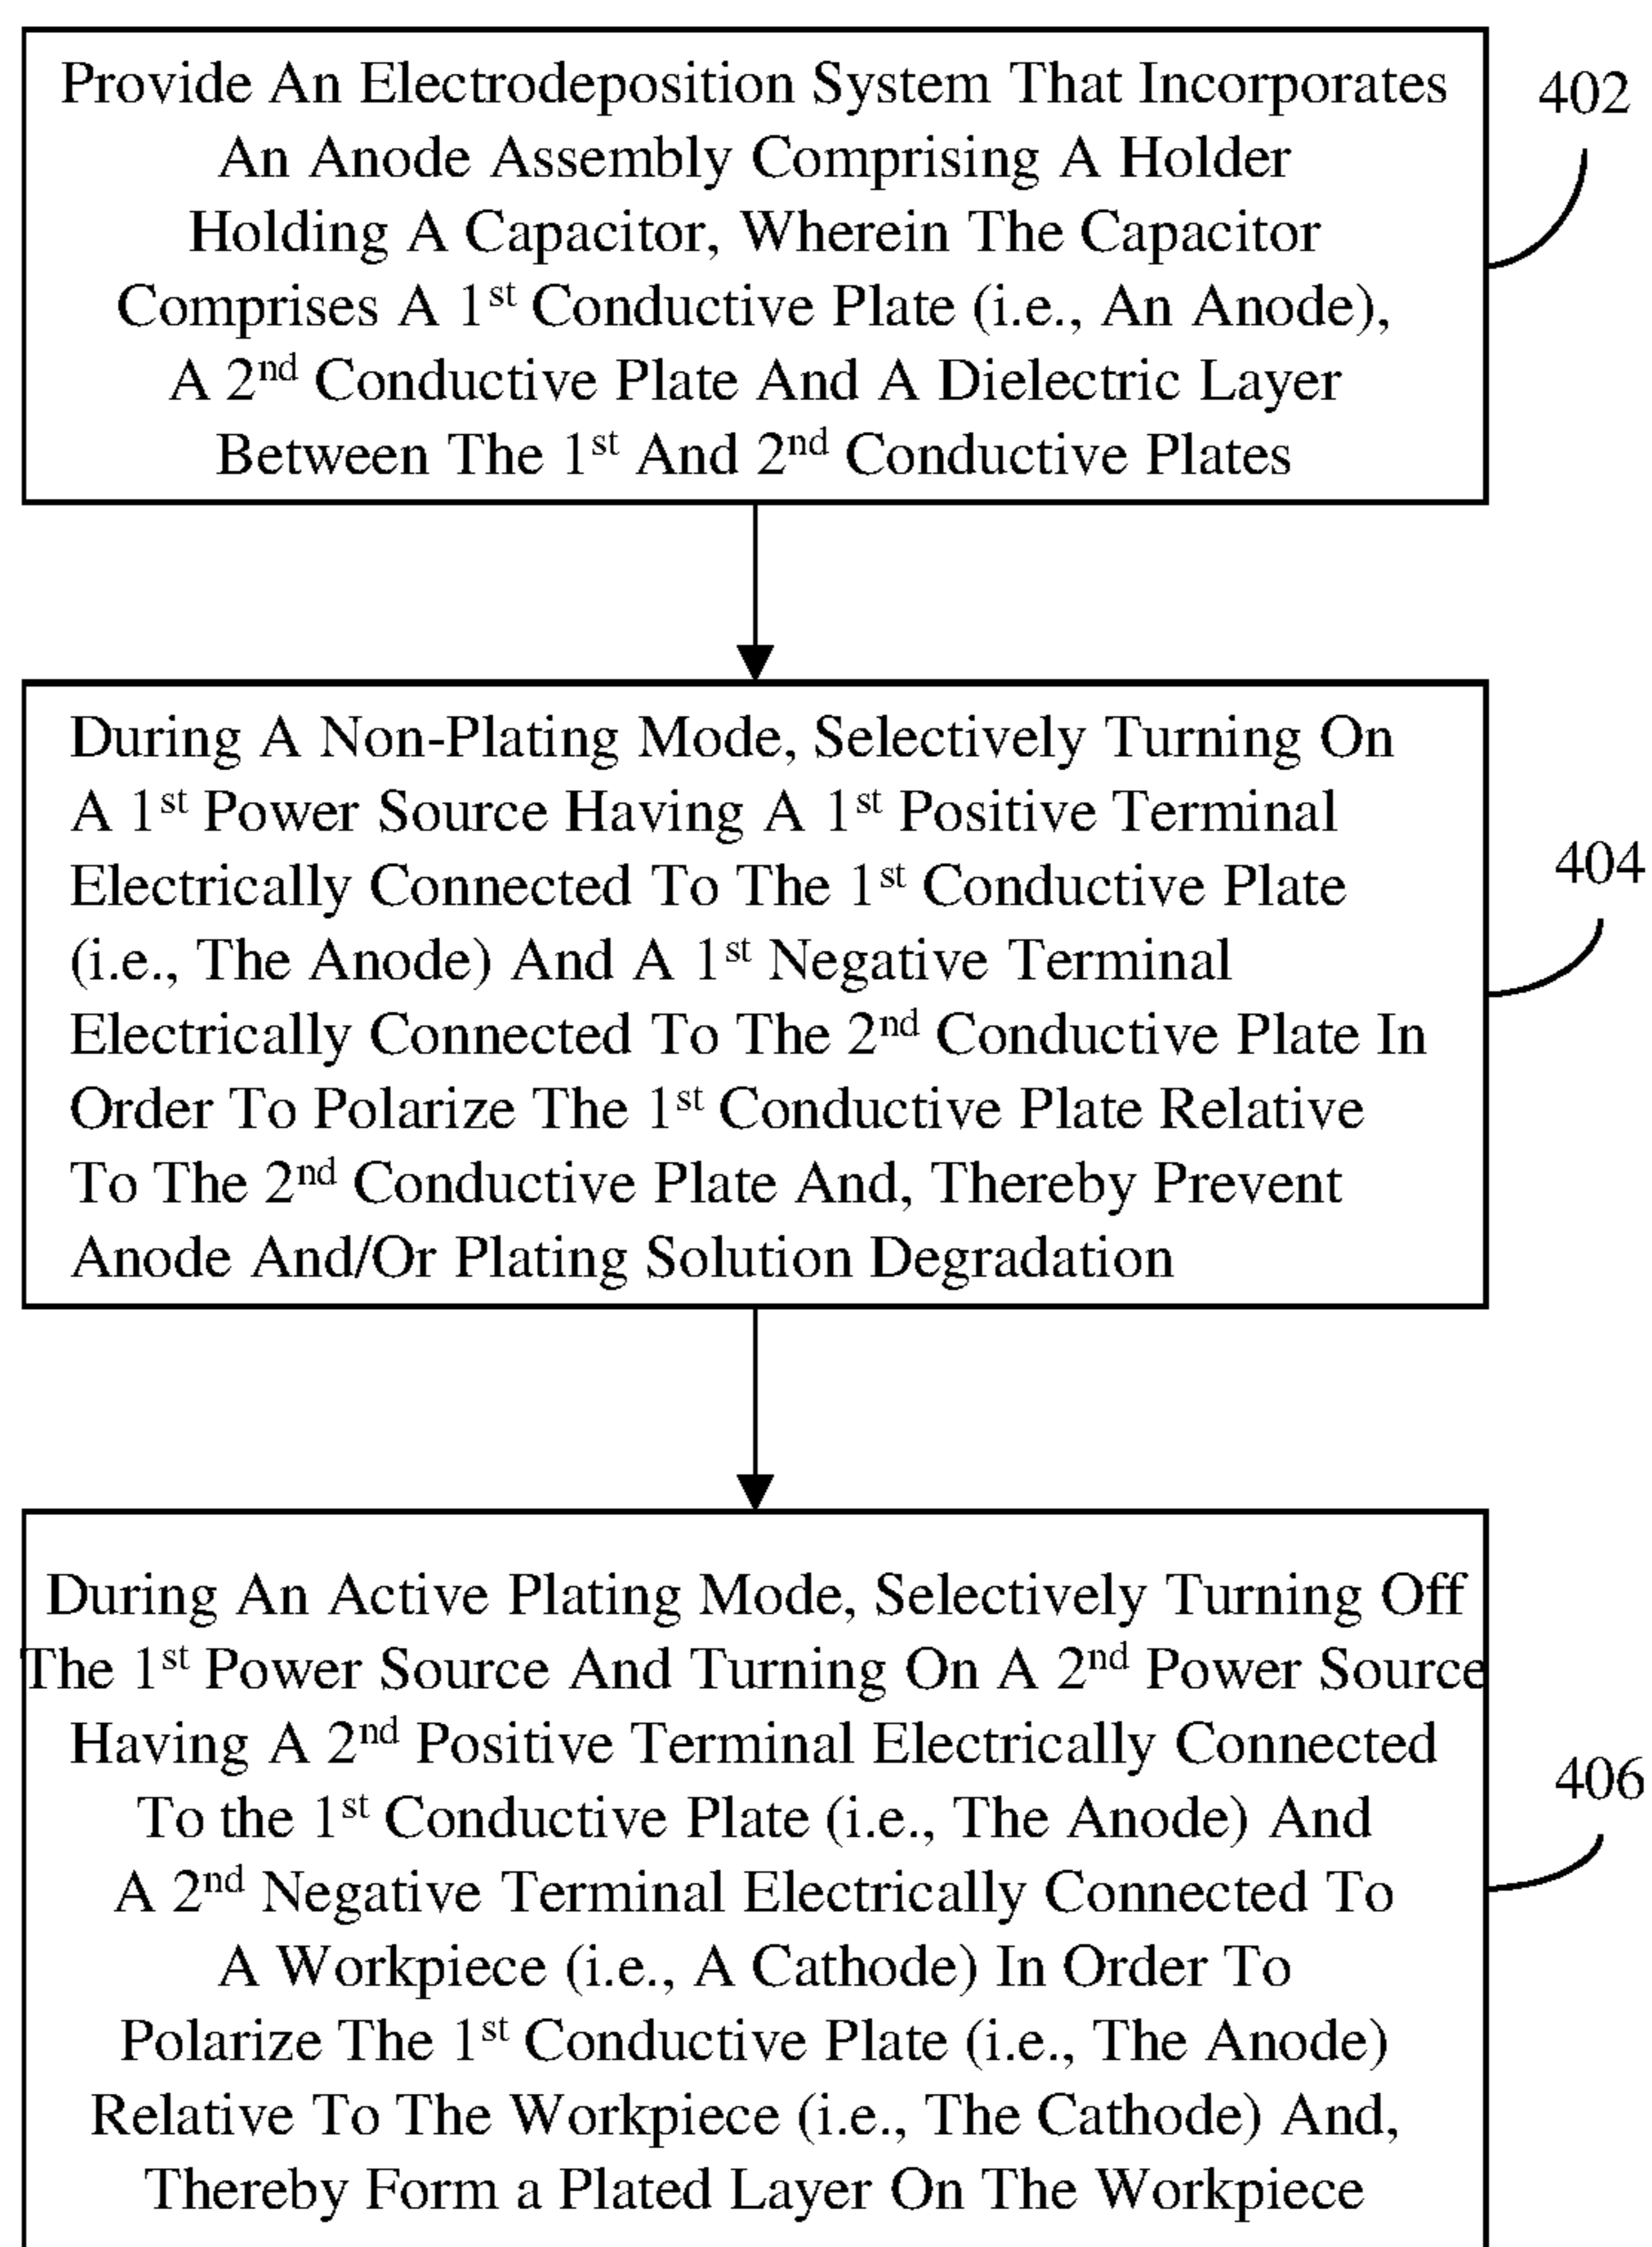 Provide An Electrodeposition System That Incorporates
An Anode Assembly Comprising A Holder
Holding A Capacitor, Wherein The Capacitor
Comprises A 1st Conductive Plate (i.e., An Anode),
A 2nd Conductive Plate And A Dielectric Layer
Between The 1st And 2nd Conductive Plates
402
During A Non-Plating Mode, Selectively Turning On
A 1st Power Source Having A 1st Positive Terminal
Electrically Connected To The 1st Conductive Plate
(i.e., The Anode) And A 1st Negative Terminal
Electrically Connected To The 2nd Conductive Plate In
Order To Polarize The 1st Conductive Plate Relative
To The 2nd Conductive Plate And, Thereby Prevent
Anode And/Or Plating Solution Degradation
404
During An Active Plating Mode, Selectively Turning Off
The 1st Power Source And Turning On A 2nd Power Source
Having A 2nd Positive Terminal Electrically Connected
To the 1st Conductive Plate (i.e., The Anode) And
A 2nd Negative Terminal Electrically Connected To
A Workpiece (i.e., A Cathode) In Order To
Polarize The 1st Conductive Plate (i.e., The Anode)
Relative To The Workpiece (i.e., The Cathode) And,
Thereby Form a Plated Layer On The Workpiece
406